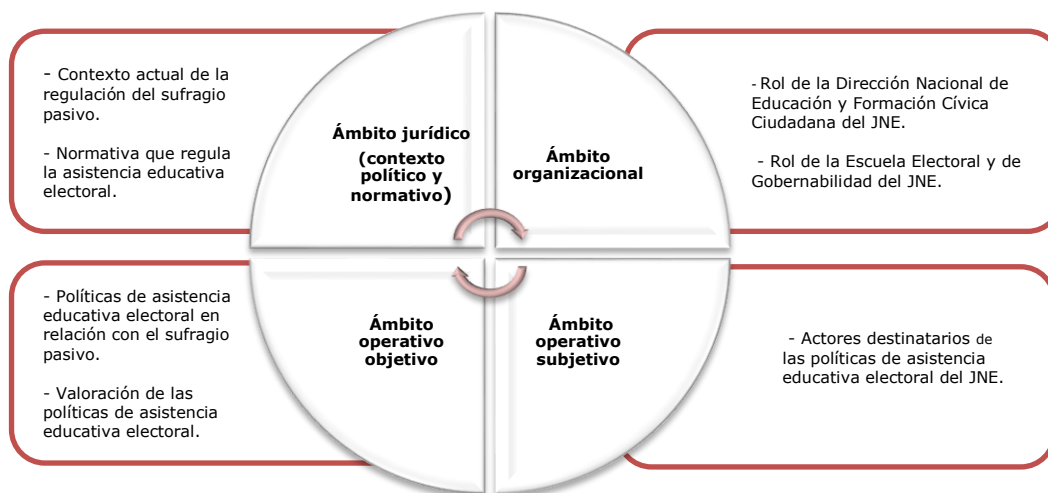 - Contexto actual de la
regulación del sufragio
pasivo.
- Normativa que regula
la asistencia educativa
electoral.
Ámbito jurídico
(contexto
político y
normativo)
Ámbito
organizacional
- Rol de la Dirección Nacional de
Educación y Formación Cívica
Ciudadana del JNE.
- Rol de la Escuela Electoral y de
Gobernabilidad del JNE.
- Políticas de asistencia
educativa electoral en
relación con el sufragio
pasivo.
- Valoración de las
políticas de asistencia
educativa electoral.
Ámbito
operativo
objetivo
Ámbito
operativo
subjetivo
- Actores destinatarios de
las políticas de asistencia
educativa electoral del JNE.